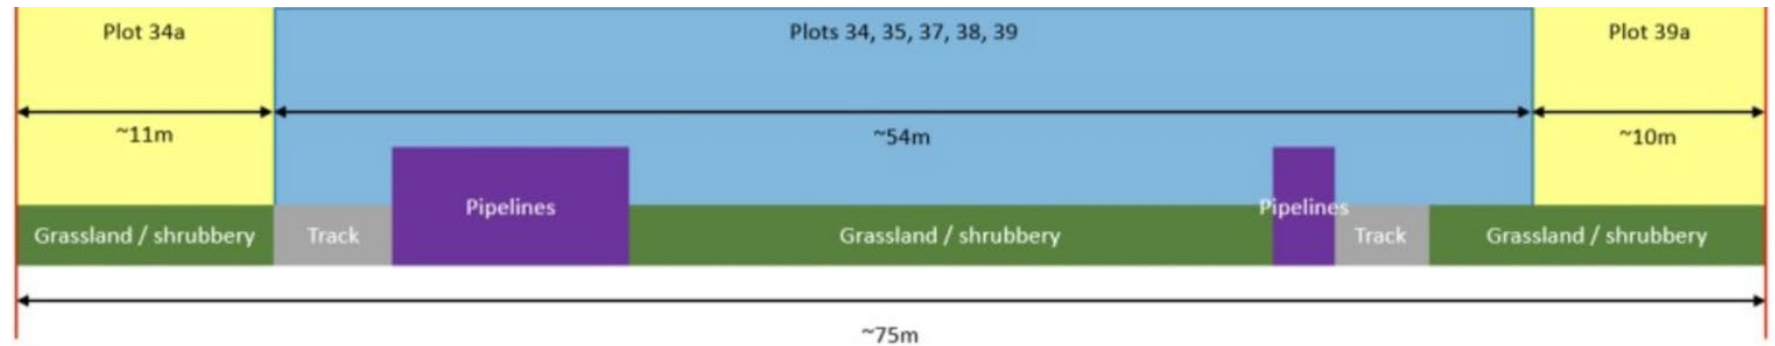 Plot 34a
Plots 34, 35, 37, 38, 39
Plot 39a
~11m
~54m
~10m
Pipelines
Pipelines
Grassland / shrubbery
Track
Grassland / shrubbery
Track
Grassland / shrubbery
~75m